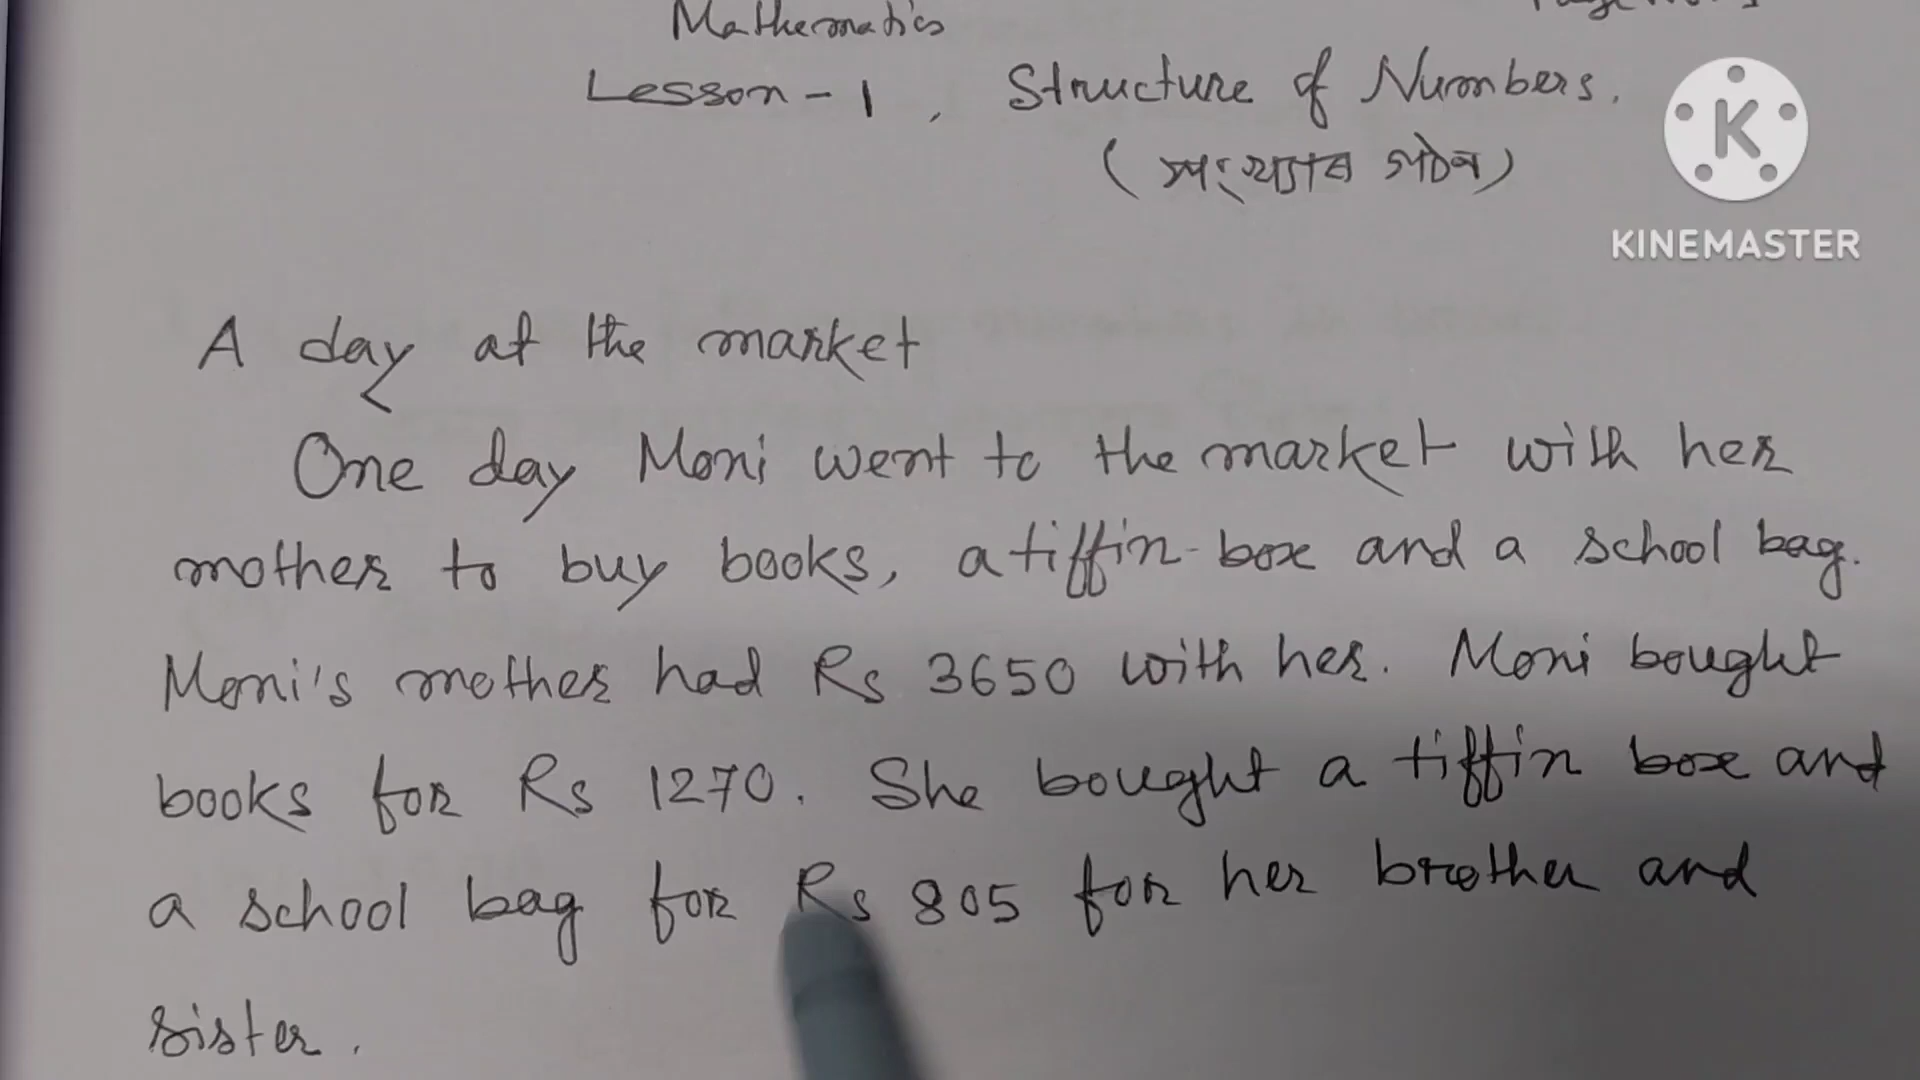 Mathematics
Lesson - 1, Structure of Numbers.
(সংখ্যার গঠন)
KINEMASTER
A day at the market
One day Moni went to the market with her
mother to buy books, a tiffin-box and a school bag.
Moni's mother had Rs 3650 with her. Moni bought
books for Rs 1270. She bought a tiffin box and
a school bag for Rs 805 for her brother and
sister.